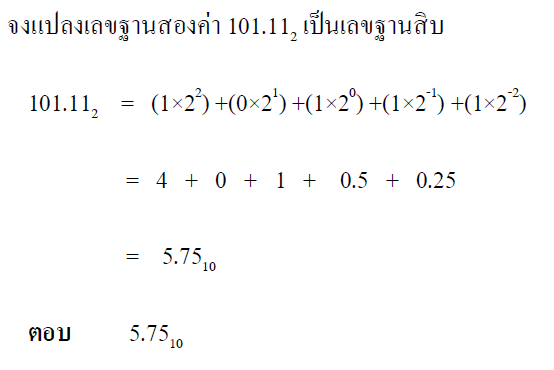 จงแปลงเลขฐานสองค่า 101.11₂ เป็นเลขฐานสิบ
101.11₂ = (1×2²) +(0×2¹) +(1×2⁰) +(1×2⁻¹) +(1×2⁻²)
= 4 + 0 + 1 + 0.5 + 0.25
= 5.75₁₀
ตอบ 5.75₁₀